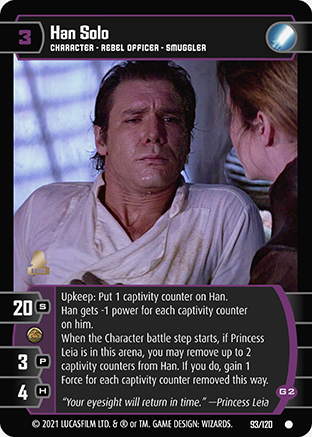 3
Han Solo
CHARACTER • REBEL OFFICER • SMUGGLER
20 S
3 P
4 H
Upkeep: Put 1 captivity counter on Han.
Han gets -1 power for each captivity counter
on him.
When the Character battle step starts, if Princess
Leia is in this arena, you may remove up to 2
captivity counters from Han. If you do, gain 1
Force for each captivity counter removed this way.
G2
"Your eyesight will return in time." —Princess Leia
© 2021 LUCASFILM LTD. & ® or TM. GAME DESIGN: WIZARDS.
93/120